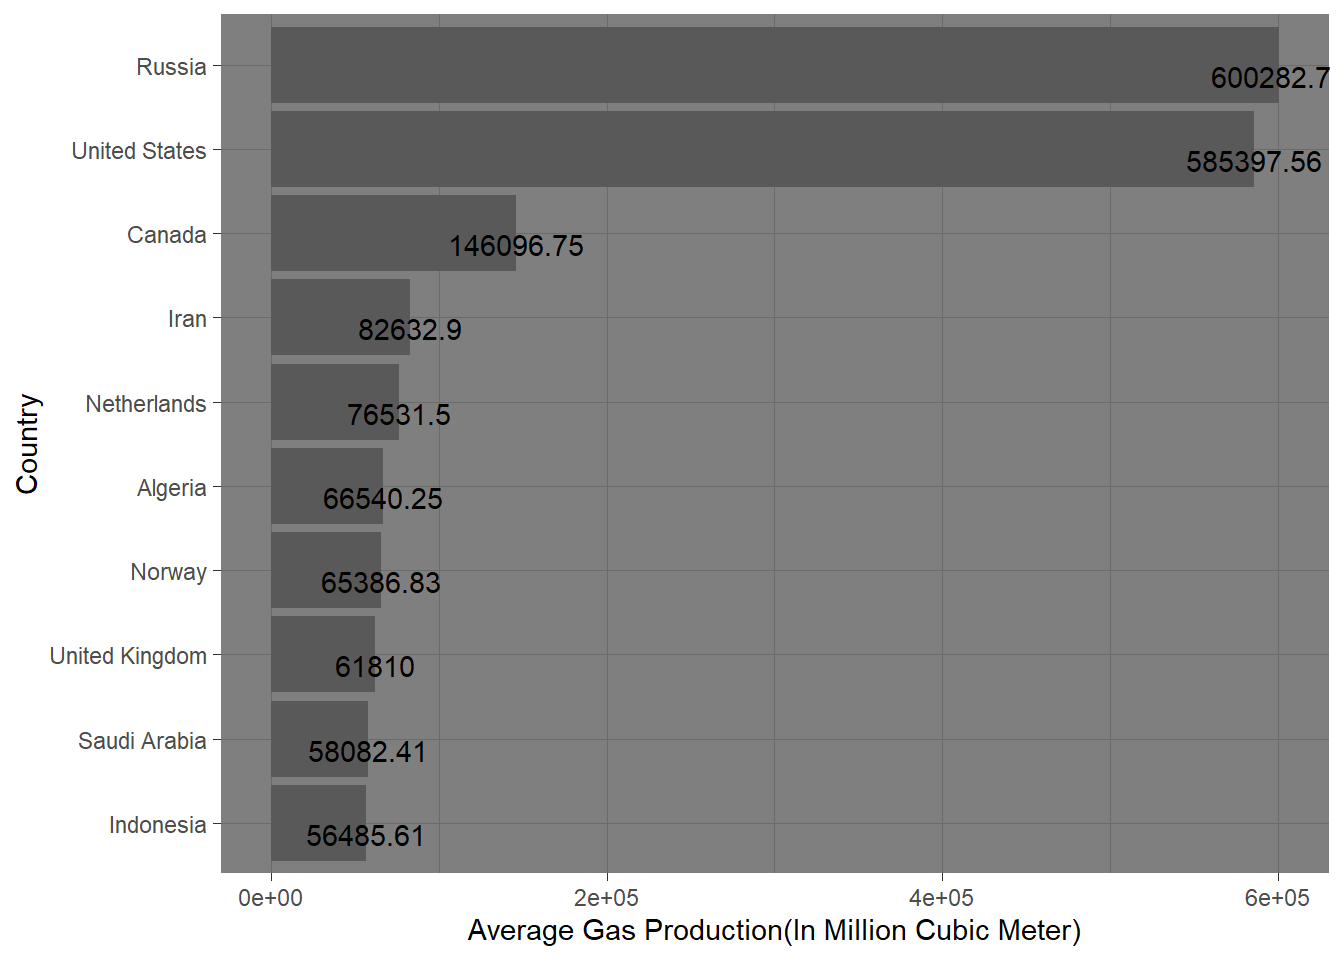 Russia
600282.7
United States
585397.56
Canada
146096.75
Iran
82632.9
Netherlands
76531.5
Algeria
66540.25
Norway
65386.83
United Kingdom
61810
Saudi Arabia
58082.41
Indonesia
56485.61
Country
0e+00 2e+05 4e+05 6e+05
Average Gas Production(In Million Cubic Meter)